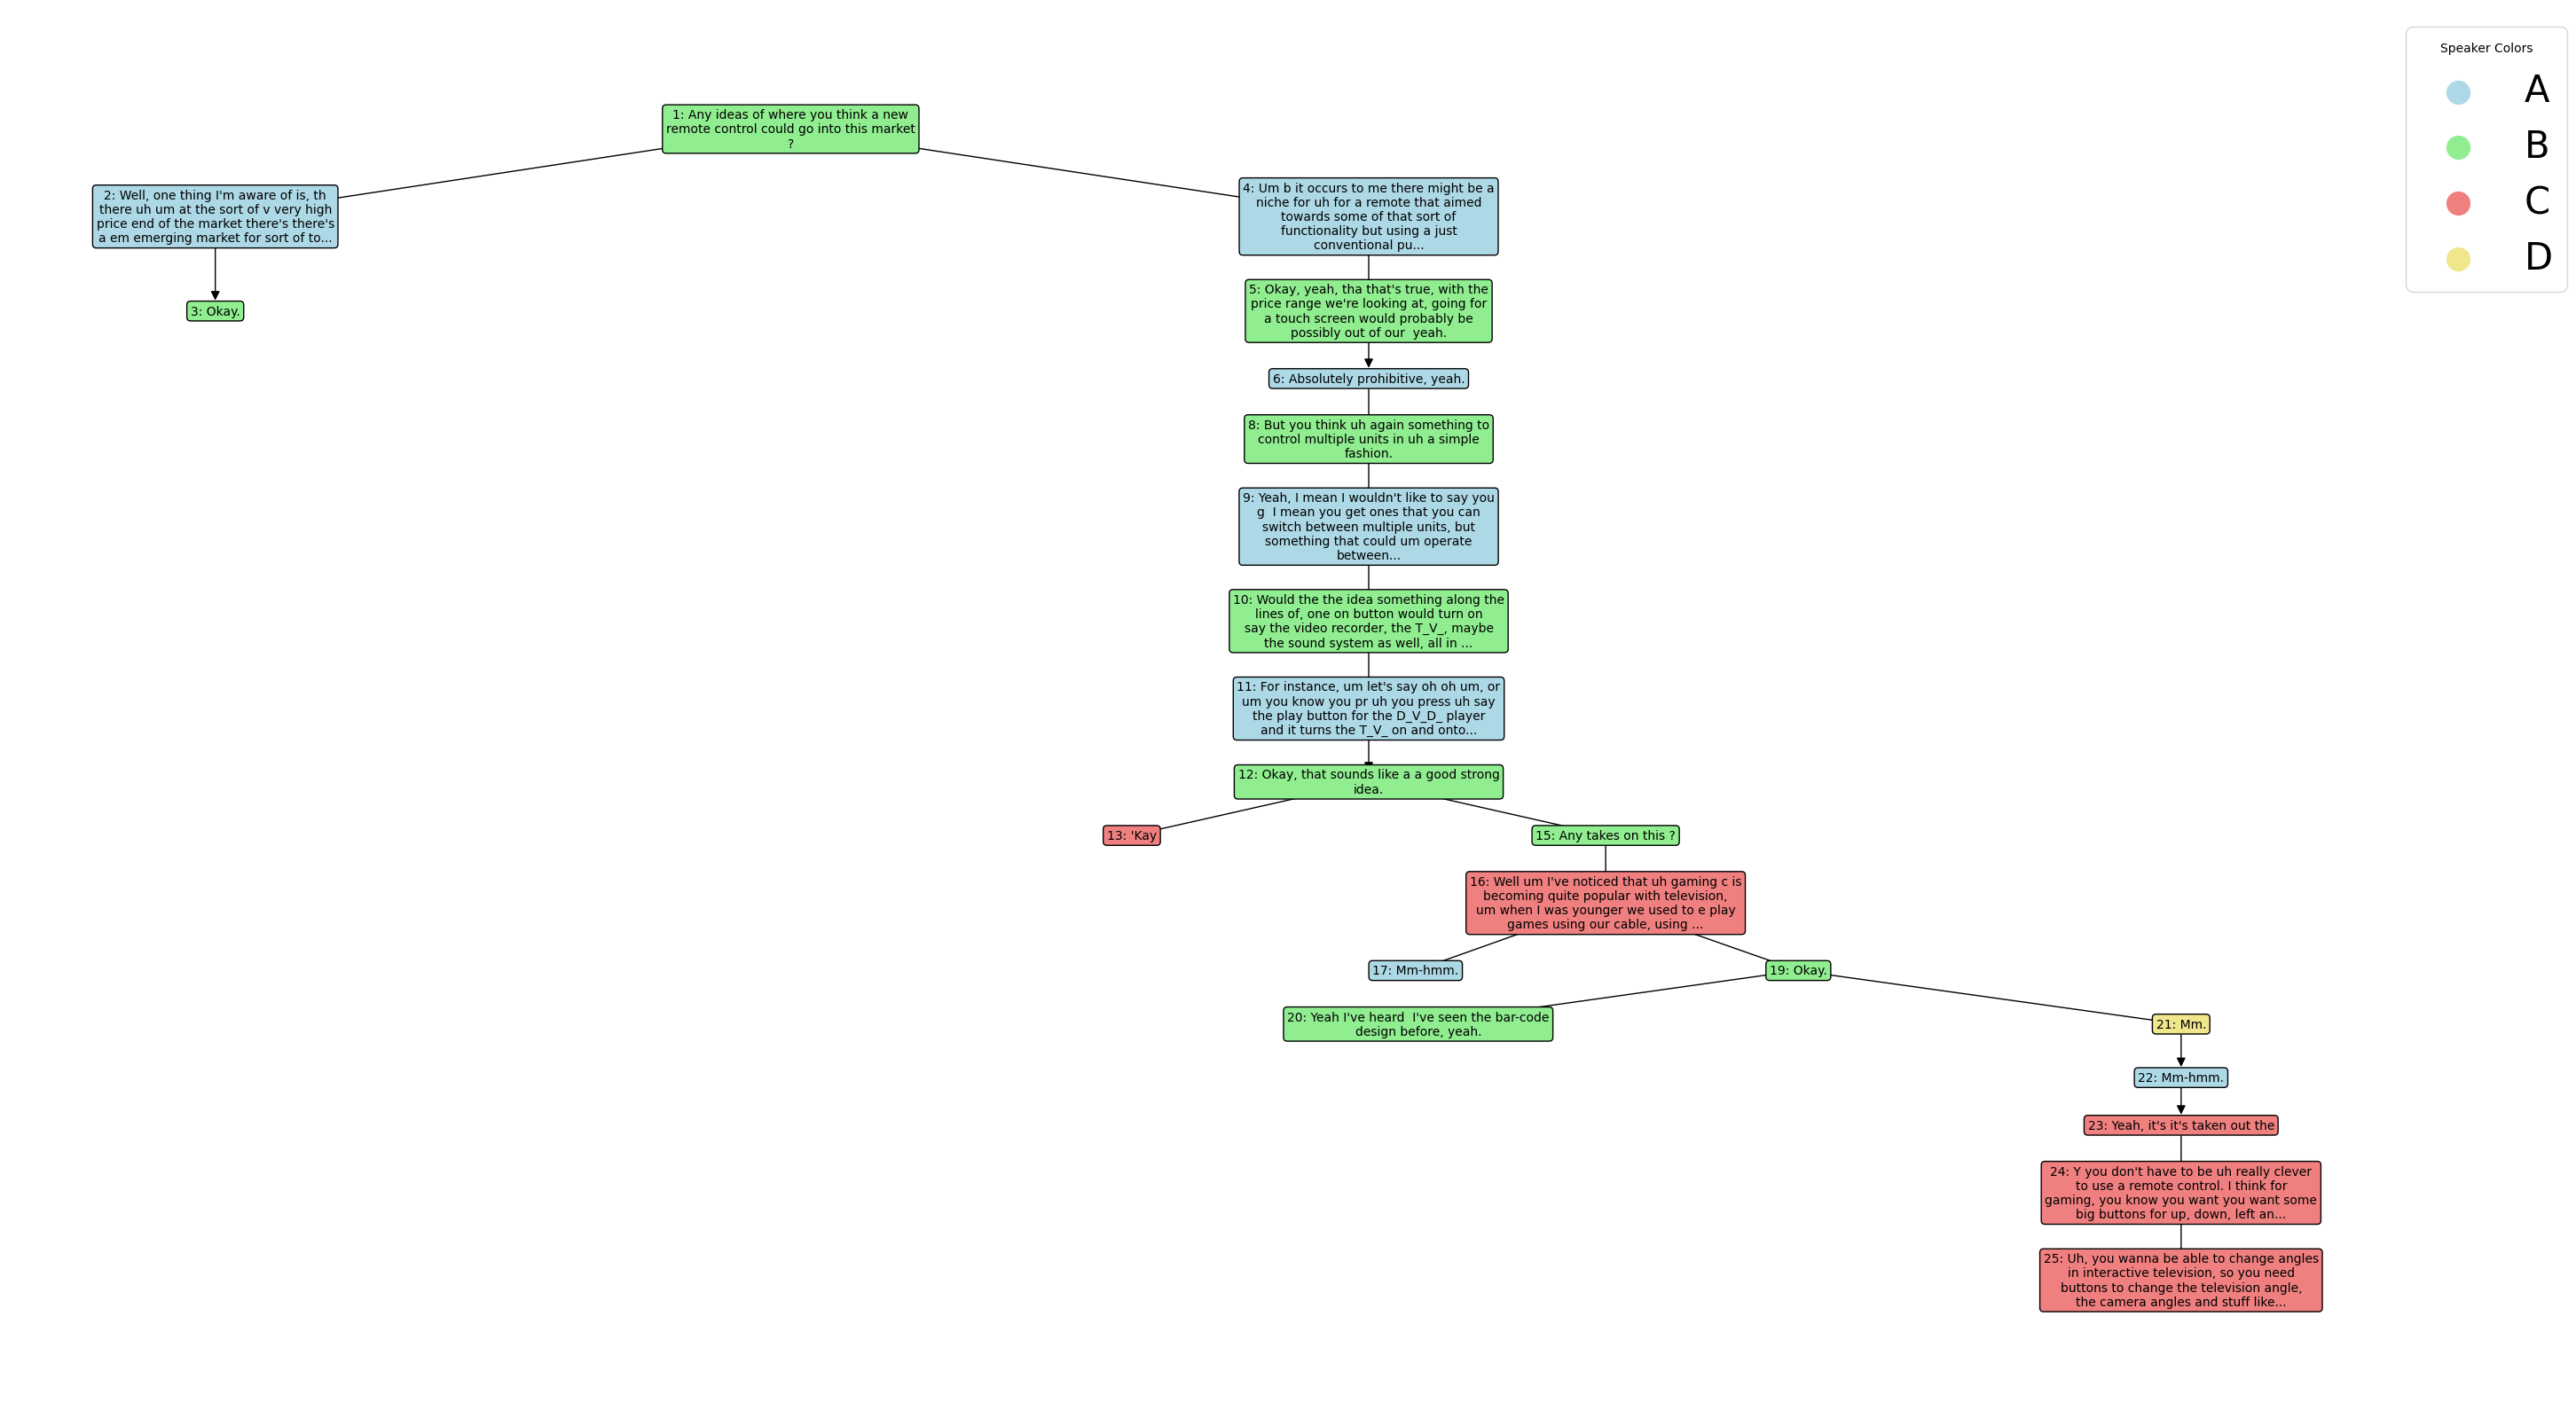 Speaker Colors
A
B
C
D
1: Any ideas of where you think a new
remote control could go into this market
?
2: Well, one thing I'm aware of is, th
there uh um at the sort of v very high
price end of the market there's there's
a em emerging market for sort of to...
3: Okay.
4: Um b it occurs to me there might be a
niche for uh for a remote that aimed
towards some of that sort of
functionality but using a just
conventional pu...
5: Okay, yeah, tha that's true, with the
price range we're looking at, going for
a touch screen would probably be
possibly out of our  yeah.
6: Absolutely prohibitive, yeah.
8: But you think uh again something to
control multiple units in uh a simple
fashion.
9: Yeah, I mean I wouldn't like to say you
g  I mean you get ones that you can
switch between multiple units, but
something that could um operate
between...
10: Would the the idea something along the
lines of, one on button would turn on
say the video recorder, the T_V_, maybe
the sound system as well, all in ...
11: For instance, um let's say oh oh um, or
um you know you pr uh you press uh say
the play button for the D_V_D_ player
and it turns the T_V_ on and onto...
12: Okay, that sounds like a a good strong
idea.
13: 'Kay
15: Any takes on this ?
16: Well um I've noticed that uh gaming c is
becoming quite popular with television,
um when I was younger we used to e play
games using our cable, using ...
17: Mm-hmm.
19: Okay.
20: Yeah I've heard  I've seen the bar-code
design before, yeah.
21: Mm.
22: Mm-hmm.
23: Yeah, it's it's taken out the
24: Y you don't have to be uh really clever
to use a remote control. I think for
gaming, you know you want you want some
big buttons for up, down, left an...
25: Uh, you wanna be able to change angles
in interactive television, so you need
buttons to change the television angle,
the camera angles and stuff like...